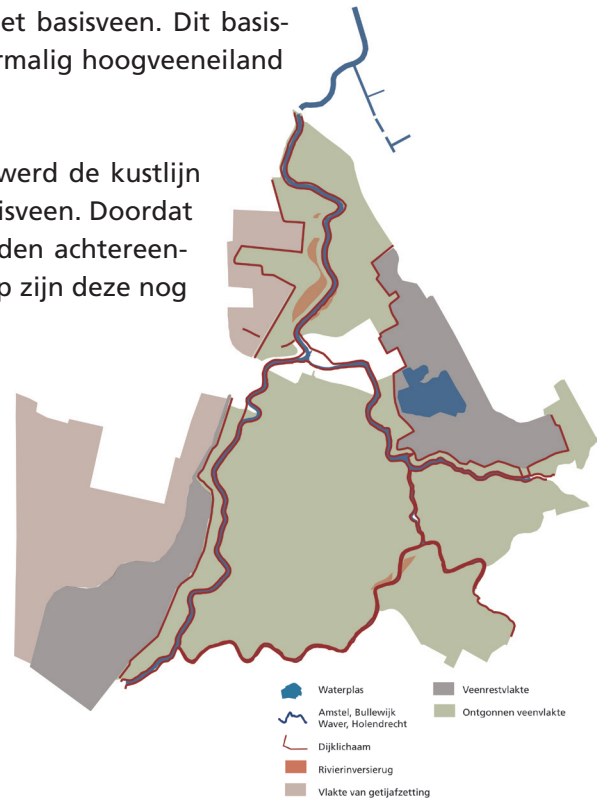 et basisveen. Dit basis-
rmalig hoogveeneiland
werd de kustlijn
isveen. Doordat
den achtereen-
p zijn deze nog
Waterplas
Amstel, Bullewijk
Waver, Holendrecht
Dijklichaam
Rivierinversierug
Vlakte van getijafzetting
Veenrestvlakte
Ontgonnen veenvlakte